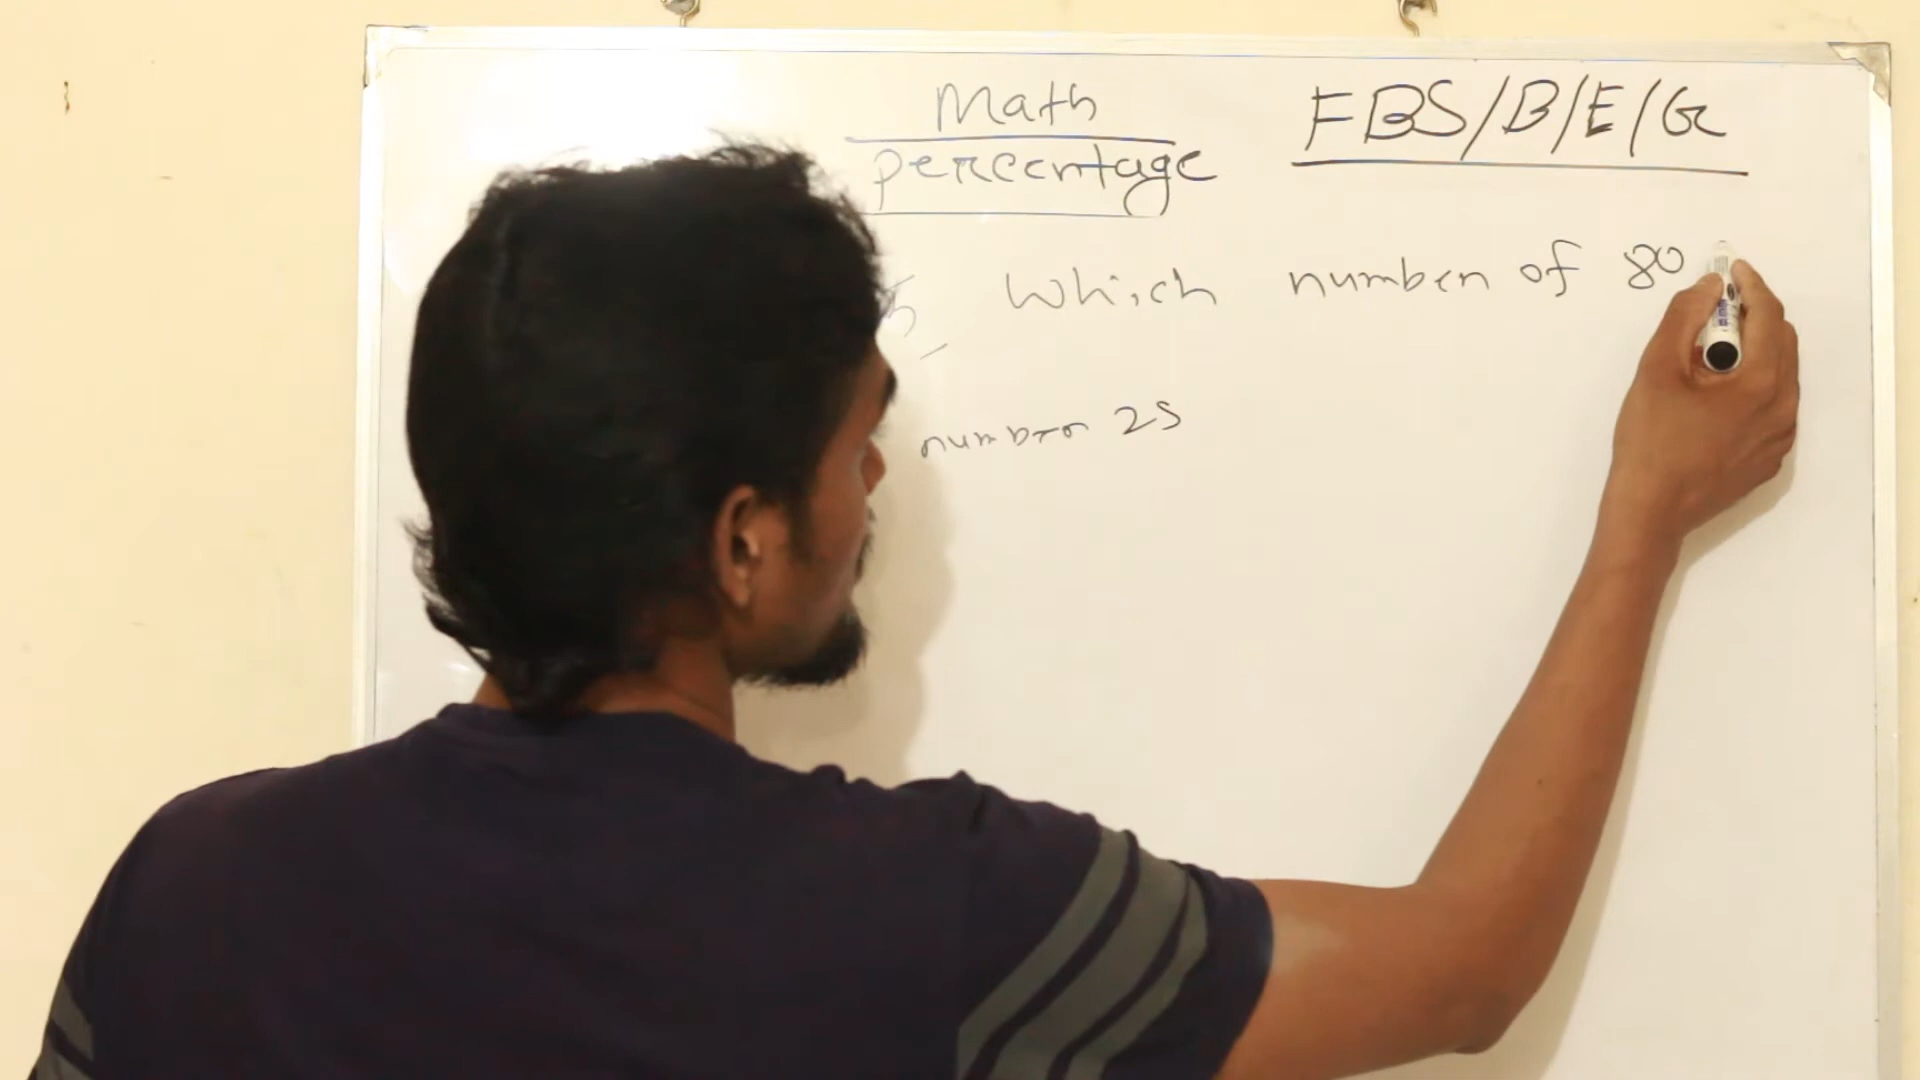 Math
percentage
FBS/B/E/G
Which number of 80
number 25